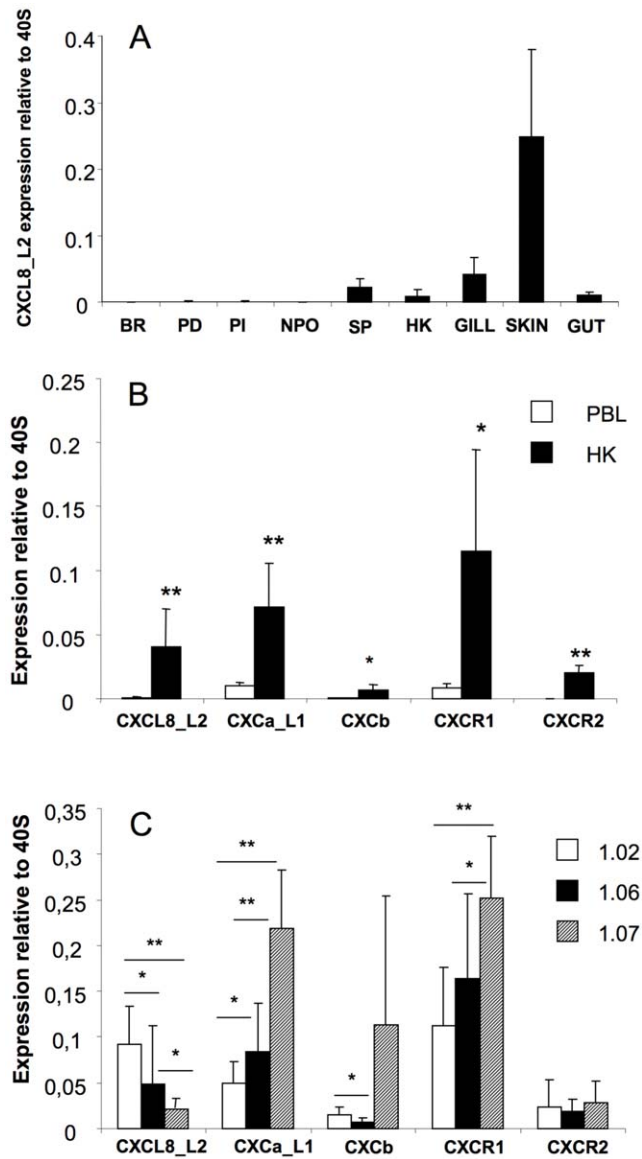 A
CXCL8_L2 expression relative to 40S
0.4
0.3
0.2
0.1
0
BR PD PI NPO SP HK GILL SKIN GUT
B
Expression relative to 40S
0.25
0.2
0.15
0.1
0.05
0
PBL
HK
** ** * * **
CXCL8_L2 CXCa_L1 CXCb CXCR1 CXCR2
C
Expression relative to 40S
0,35
0,3
0,25
0,2
0,15
0,1
0,05
0
1.02
1.06
1.07
** * *
** ** *
*
** *
CXCL8_L2 CXCa_L1 CXCb CXCR1 CXCR2